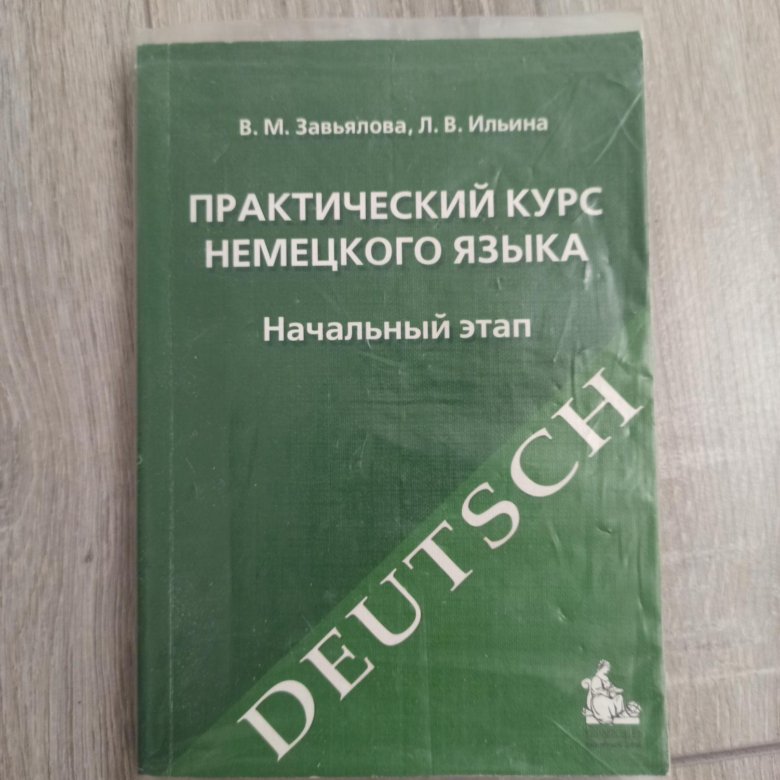 В. М. Завьялова, Л. В. Ильина
ПРАКТИЧЕСКИЙ КУРС
НЕМЕЦКОГО ЯЗЫКА
Начальный этап
DEUTSCH